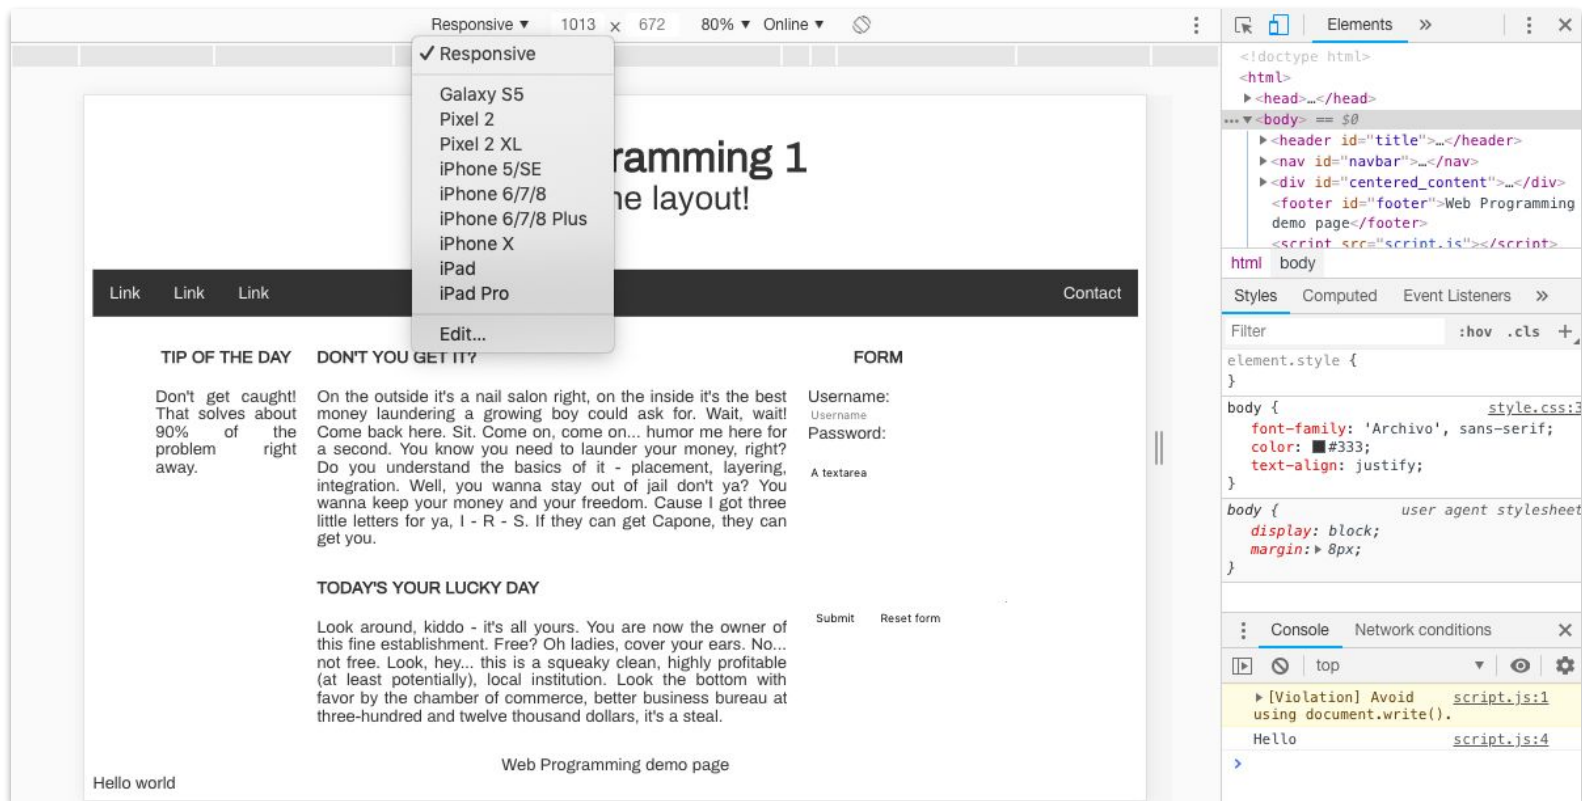 Responsive ▼ 1013 x 672 80% ▼ Online ▼
✓ Responsive
Galaxy S5
Pixel 2
Pixel 2 XL
iPhone 5/SE
iPhone 6/7/8
iPhone 6/7/8 Plus
iPhone X
iPad
iPad Pro
Edit...
ramming 1
layout!
Link Link Link Contact
TIP OF THE DAY
Don't get caught!
That solves about
90% of the
problem right
away.
DON'T YOU GET IT?
On the outside it's a nail salon right, on the inside it's the best
money laundering a growing boy could ask for. Wait, wait!
Come back here. Sit. Come on, come on... humor me here for
a second. You know you need to launder your money, right?
Do you understand the basics of it - placement, layering,
integration. Well, you wanna stay out of jail don't ya? You
wanna keep your money and your freedom. Cause I got three
little letters for ya, I - R - S. If they can get Capone, they can
get you.
TODAY'S YOUR LUCKY DAY
Look around, kiddo - it's all yours. You are now the owner of
this fine establishment. Free? Oh ladies, cover your ears. No...
not free. Look, hey... this is a squeaky clean, highly profitable
(at least potentially), local institution. Look the bottom with
favor by the chamber of commerce, better business bureau at
three-hundred and twelve thousand dollars, it's a steal.
FORM
Username:
Username
Password:
A textarea
Submit Reset form
Web Programming demo page
Hello world
Elements »
<!doctype html>
<html>
▶<head>…</head>
…▼<body> == $0
▶<header id="title">…</header>
▶<nav id="navbar">…</nav>
▶<div id="centered_content">…</div>
<footer id="footer">Web Programming
demo page</footer>
<script src="script.js"></script>
html body
Styles Computed Event Listeners »
Filter :hov .cls +
element.style {
}
body { style.css:3
font-family: 'Archivo', sans-serif;
color: #333;
text-align: justify;
}
body { user agent stylesheet
display: block;
margin:▶ 8px;
}
Console Network conditions
top ▼
▶[Violation] Avoid script.js:1
using document.write().
Hello script.js:4
>